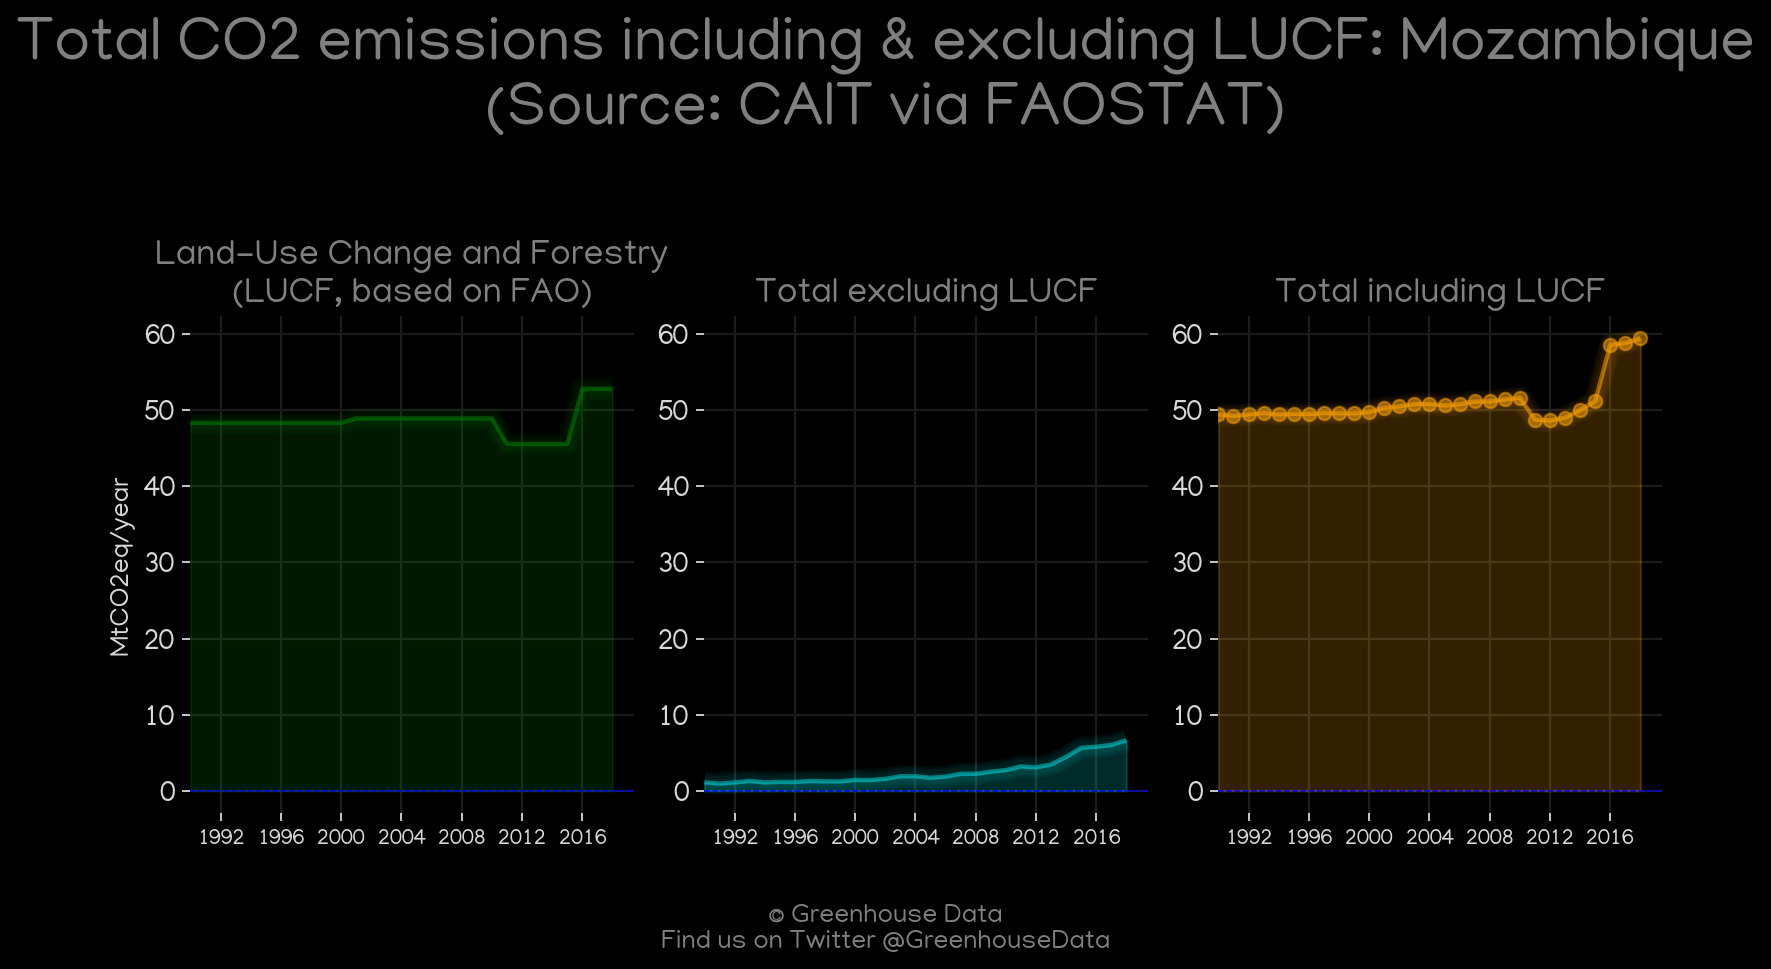 Total CO2 emissions including & excluding LUCF: Mozambique
(Source: CAIT via FAOSTAT)
Land-Use Change and Forestry
(LUCF, based on FAO)
MtCO2eq/year
60
50
40
30
20
10
0
1992 1996 2000 2004 2008 2012 2016
Total excluding LUCF
60
50
40
30
20
10
0
1992 1996 2000 2004 2008 2012 2016
Total including LUCF
60
50
40
30
20
10
0
1992 1996 2000 2004 2008 2012 2016
© Greenhouse Data
Find us on Twitter @GreenhouseData